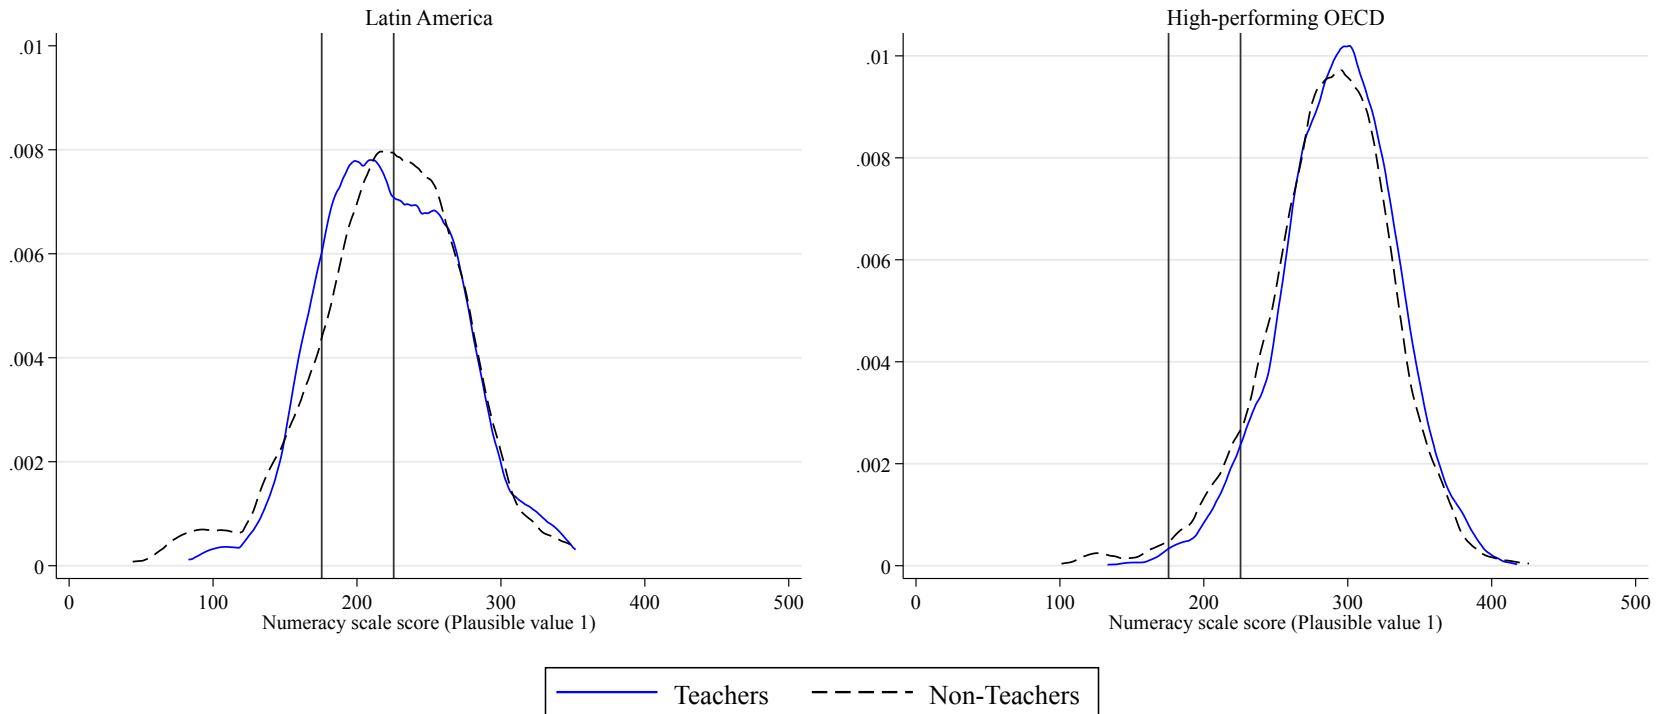 Latin America
.01
.008
.006
.004
.002
0
0 100 200 300 400 500
Numeracy scale score (Plausible value 1)
High-performing OECD
.01
.008
.006
.004
.002
0
0 100 200 300 400 500
Numeracy scale score (Plausible value 1)
Teachers Non-Teachers